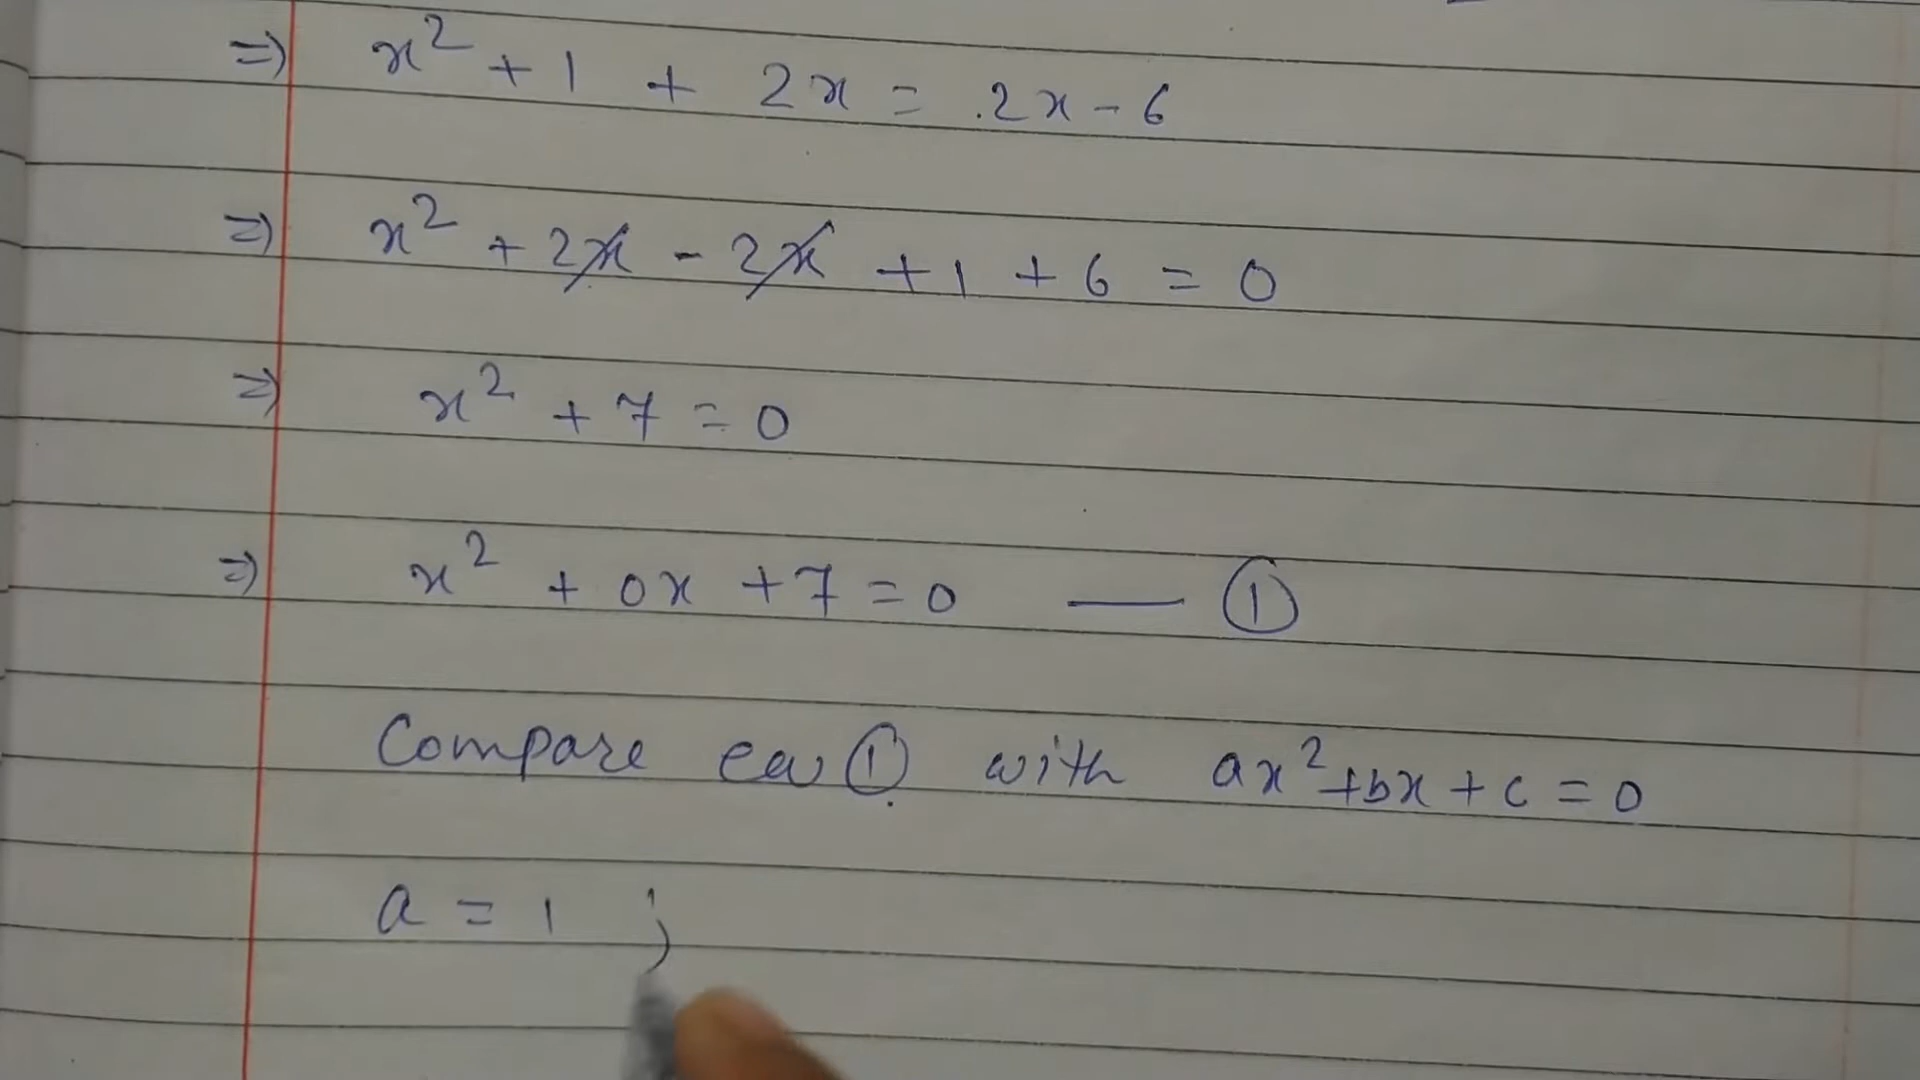 ⇒ x² + 1 + 2x = 2x - 6
⇒ x² + 2x - 2x + 1 + 6 = 0
⇒ x² + 7 = 0
⇒ x² + 0x + 7 = 0 — ①
Compare eq ① with ax² + bx + c = 0
a = 1 ;